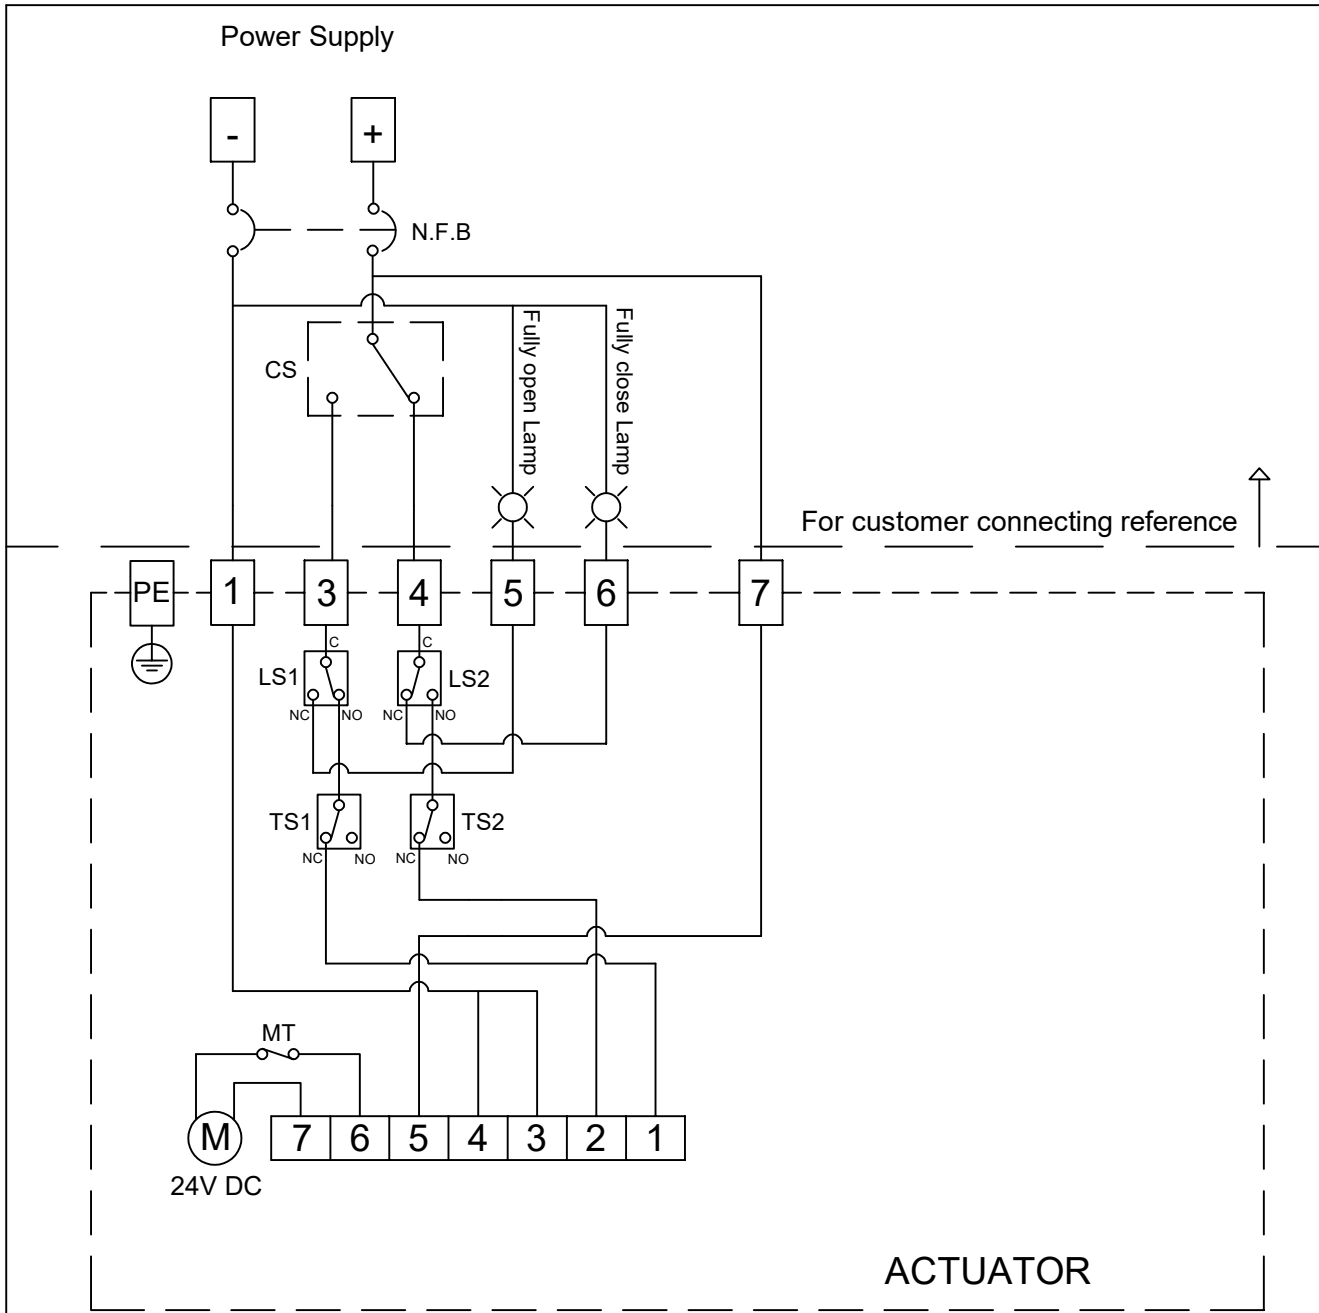 Power Supply
- +
N.F.B
CS
Fully open Lamp
Fully close Lamp
For customer connecting reference
PE 1 3 4 5 6 7
C C
LS1 LS2
NC NO NC NO
TS1 TS2
NC NO NC NO
MT
M 7 6 5 4 3 2 1
24V DC
ACTUATOR